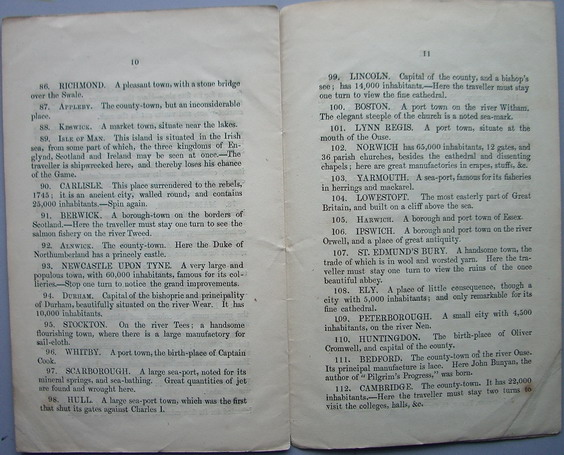 10
86. RICHMOND. A pleasant town, with a stone bridge
over the Swale.
87. APPLEBY. The county-town, but an inconsiderable
place.
88. KESWICK. A market town, situate near the lakes.
89. ISLE OF MAN. This island is situated in the Irish
sea, from some part of which, the three kingdoms of En-
glynd, Scotland and Ireland may be seen at once.—The
traveller is shipwrecked here, and thereby loses his chance
of the Game.
90. CARLISLE. This place surrendered to the rebels,
1745; it is an ancient city, walled round, and contains
25,000 inhabitants.—Spin again.
91. BERWICK. A borough-town on the borders of
Scotland.—Here the traveller must stay one turn to see the
salmon fishery on the river Tweed.
92. ALNWICK. The county-town. Here the Duke of
Northumberland has a princely castle.
93. NEWCASTLE UPON TYNE. A very large and
populous town, with 60,000 inhabitants, famous for its col-
lieries.—Stop one turn to notice the grand improvements.
94. DURHAM. Capital of the bishopric and principality
of Durham, beautifully situated on the river Wear. It has
10,000 inhabitants.
95. STOCKTON. On the river Tees; a handsome
flourishing town, where there is a large manufactory for
sail-cloth.
96. WHITBY. A port town, the birth-place of Captain
Cook.
97. SCARBOROUGH. A large sea-port, noted for its
mineral springs, and sea-bathing. Great quantities of jet
are found and wrought here.
98. HULL. A large sea-port town, which was the first
that shut its gates against Charles I.
11
99. LINCOLN. Capital of the county, and a bishop's
see; has 14,000 inhabitants.—Here the traveller must stay
one turn to view the fine cathedral.
100. BOSTON. A port town on the river Witham.
The elegant steeple of the church is a noted sea-mark.
101. LYNN REGIS. A port town, situate at the
mouth of the Ouse.
102. NORWICH has 65,000 inhabitants, 12 gates, and
36 parish churches, besides the cathedral and dissenting
chapels; here are great manufactories in crapes, stuffs, &c.
103. YARMOUTH. A sea-port, famous for its fisheries
in herrings and mackarel.
104. LOWESTOFT. The most easterly part of Great
Britain, and built on a cliff above the sea.
105. HARWICH. A borough and port town of Essex.
106. IPSWICH. A borough and port town on the river
Orwell, and a place of great antiquity.
107. ST. EDMUND'S BURY. A handsome town, the
trade of which is in wool and worsted yarn. Here the tra-
veller must stay one turn to view the ruins of the once
beautiful abbey.
108. ELY. A place of little consequence, though a
city with 5,000 inhabitants; and only remarkable for its
fine cathedral.
109. PETERBOROUGH. A small city with 4,500
inhabitants, on the river Nen.
110. HUNTINGDON. The birth-place of Oliver
Cromwell, and capital of the county.
111. BEDFORD. The county-town on the river Ouse.
Its principal manufacture is lace. Here John Bunyan, the
author of "Pilgrim's Progress," was born.
112. CAMBRIDGE. The county-town. It has 22,000
inhabitants.—Here the traveller must stay two turns to
visit the colleges, halls, &c.